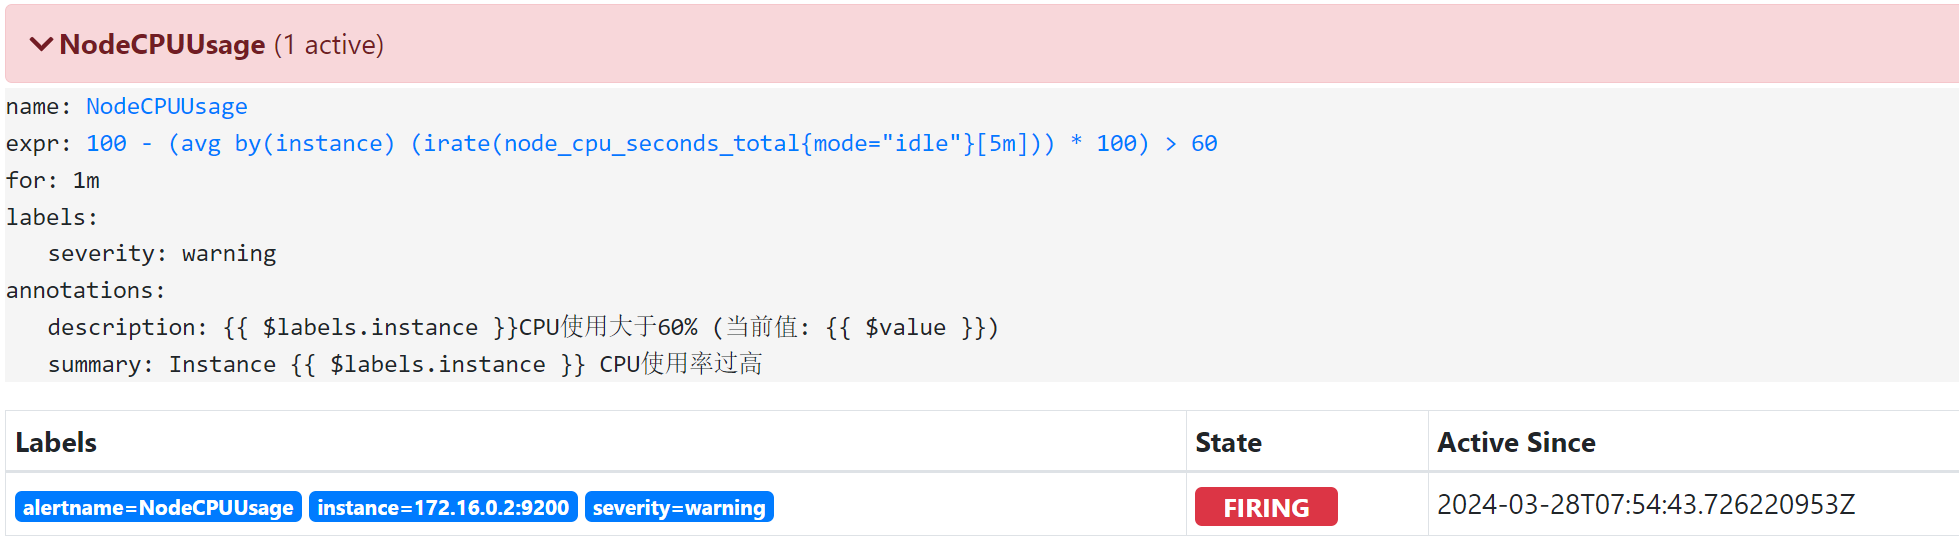 NodeCPUUsage (1 active)
name: NodeCPUUsage
expr: 100 - (avg by(instance) (irate(node_cpu_seconds_total{mode="idle"}[5m])) * 100) > 60
for: 1m
labels:
severity: warning
annotations:
description: {{ $labels.instance }}CPU使用大于60% (当前值: {{ $value }})
summary: Instance {{ $labels.instance }} CPU使用率过高
Labels State Active Since
alertname=NodeCPUUsage instance=172.16.0.2:9200 severity=warning FIRING 2024-03-28T07:54:43.726220953Z